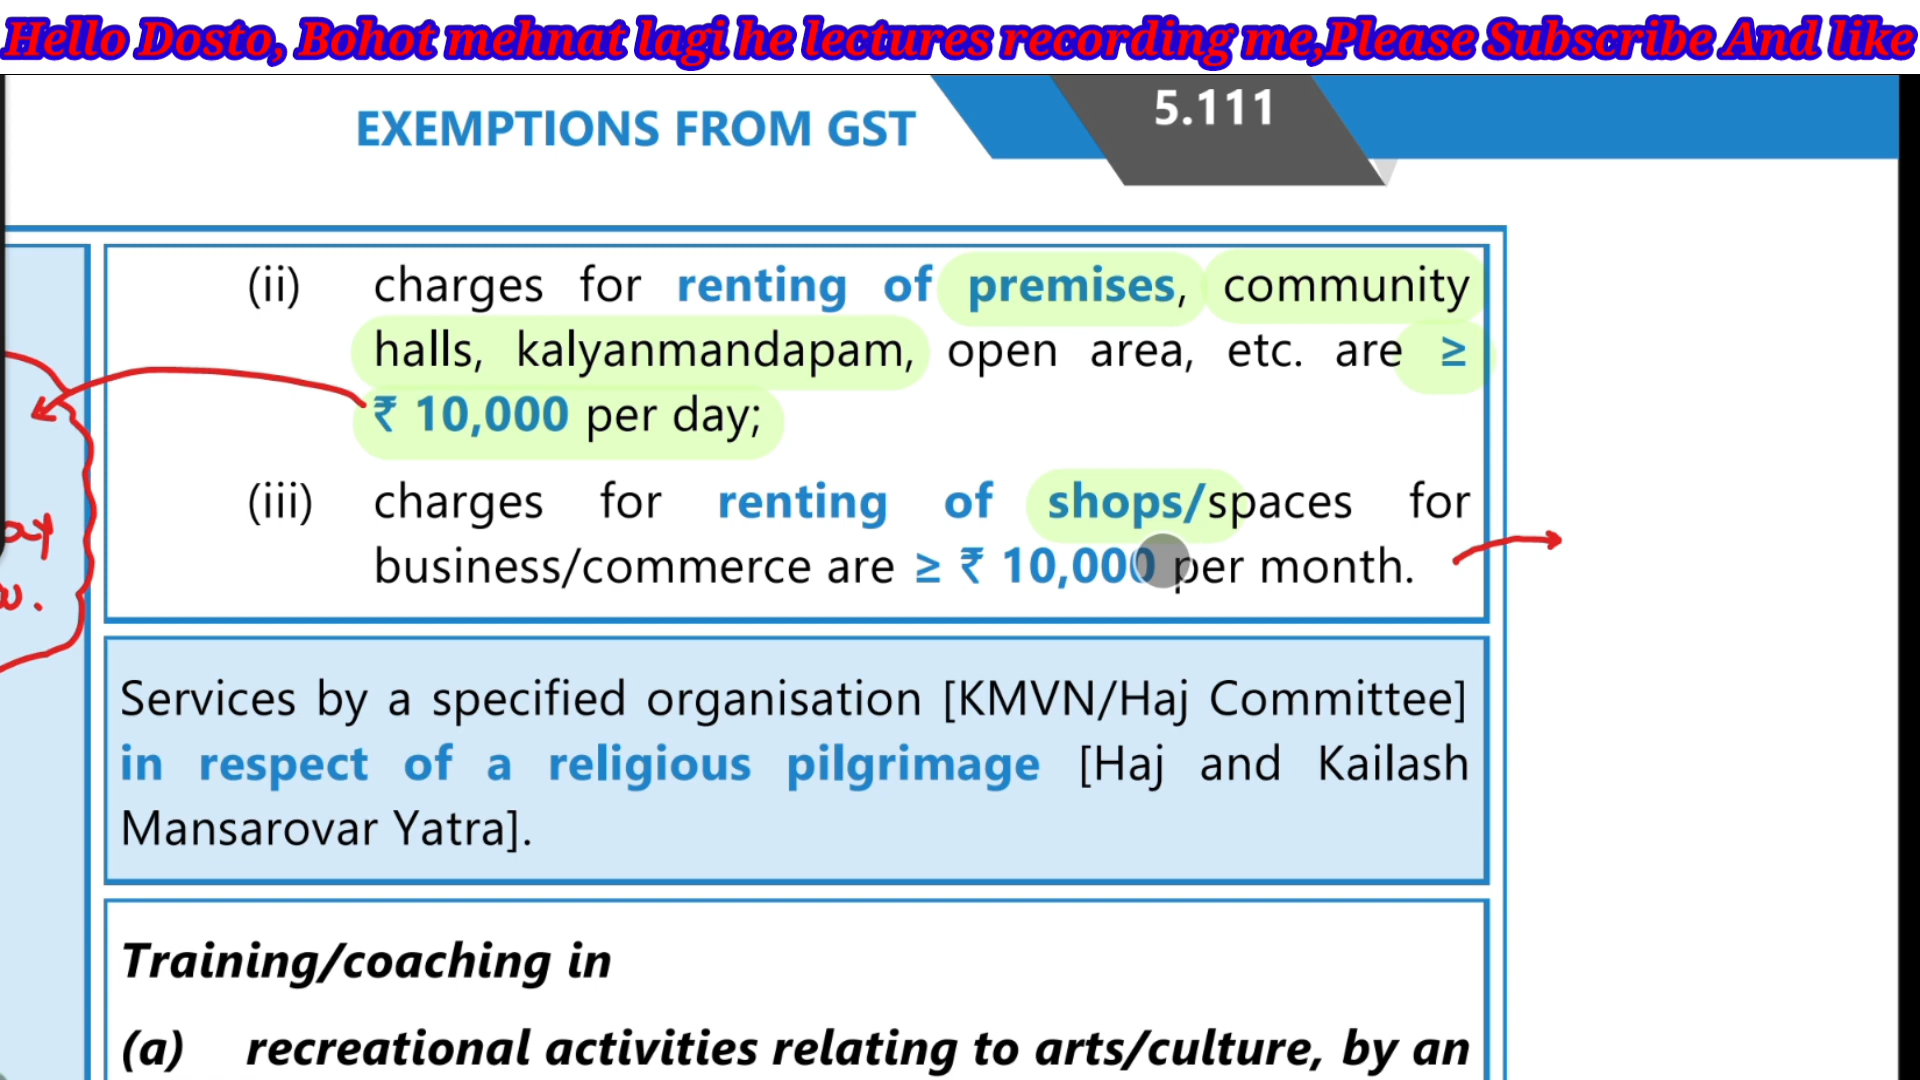 Hello Dosto, Bohot mehnat lagi he lectures recording me,Please Subscribe And like
EXEMPTIONS FROM GST
5.111
(ii) charges for renting of premises, community
halls, kalyanmandapam, open area, etc. are ≥
₹ 10,000 per day;
(iii) charges for renting of shops/spaces for
business/commerce are ≥ ₹ 10,000 per month.
Services by a specified organisation [KMVN/Haj Committee]
in respect of a religious pilgrimage [Haj and Kailash
Mansarovar Yatra].
Training/coaching in
(a) recreational activities relating to arts/culture, by an